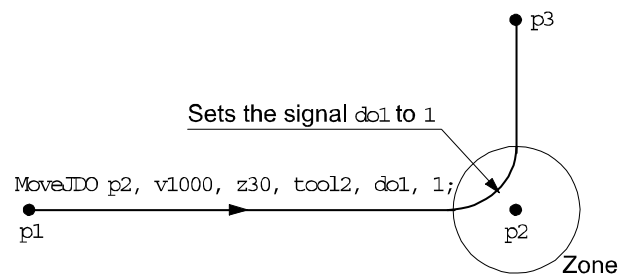 p3
Sets the signal do1 to 1
MoveJDO p2, v1000, z30, tool2, do1, 1;
p1
p2
Zone